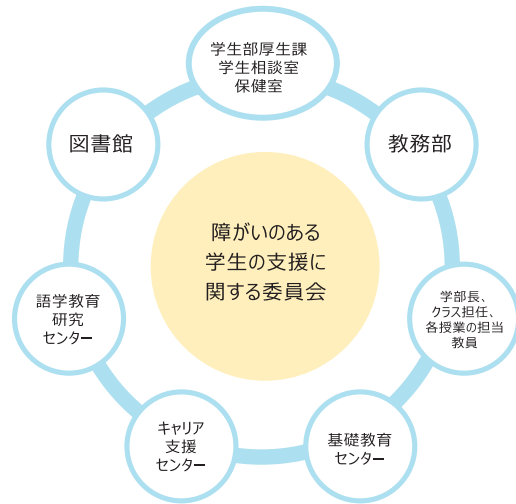 学生部厚生課
学生相談室
保健室
図書館
教務部
障がいのある
学生の支援に
関する委員会
語学教育
研究
センター
学部長、
クラス担任、
各授業の担当
教員
キャリア
支援
センター
基礎教育
センター